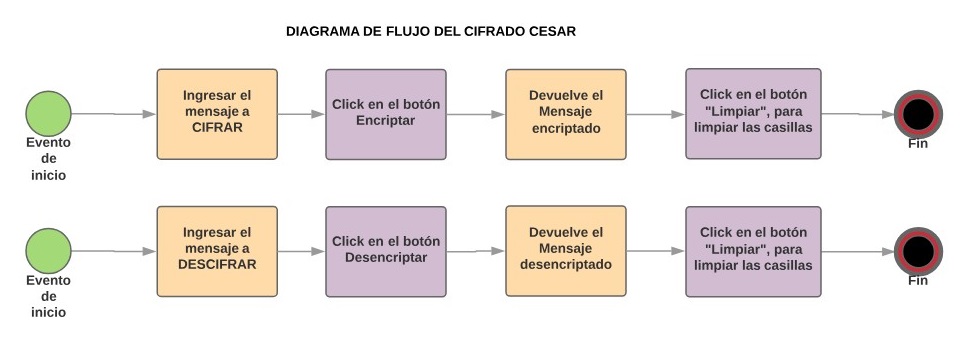 DIAGRAMA DE FLUJO DEL CIFRADO CESAR
Evento
de
inicio
Ingresar el
mensaje a
CIFRAR
Click en el botón
Encriptar
Devuelve el
Mensaje
encriptado
Click en el botón
"Limpiar", para
limpiar las casillas
Fin
Evento
de
inicio
Ingresar el
mensaje a
DESCIFRAR
Click en el botón
Desencriptar
Devuelve el
Mensaje
desencriptado
Click en el botón
"Limpiar", para
limpiar las casillas
Fin